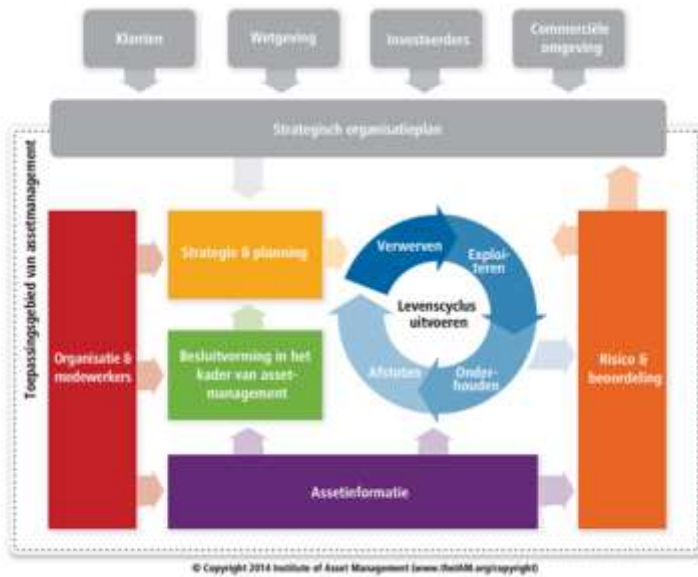 Klanten
Wetgeving
Investeerders
Commerciële
omgeving
Strategisch organisatieplan
Toepassingsgebied van assetmanagement
Organisatie &
medewerkers
Strategie & planning
Besluitvorming in het
kader van asset-
management
Verwerven
Exploi-
teren
Levenscyclus
uitvoeren
Afsluten
Onder-
houden
Risico &
beoordeling
Assetinformatie
© Copyright 2014 Institute of Asset Management (www.theIAM.org/copyright)